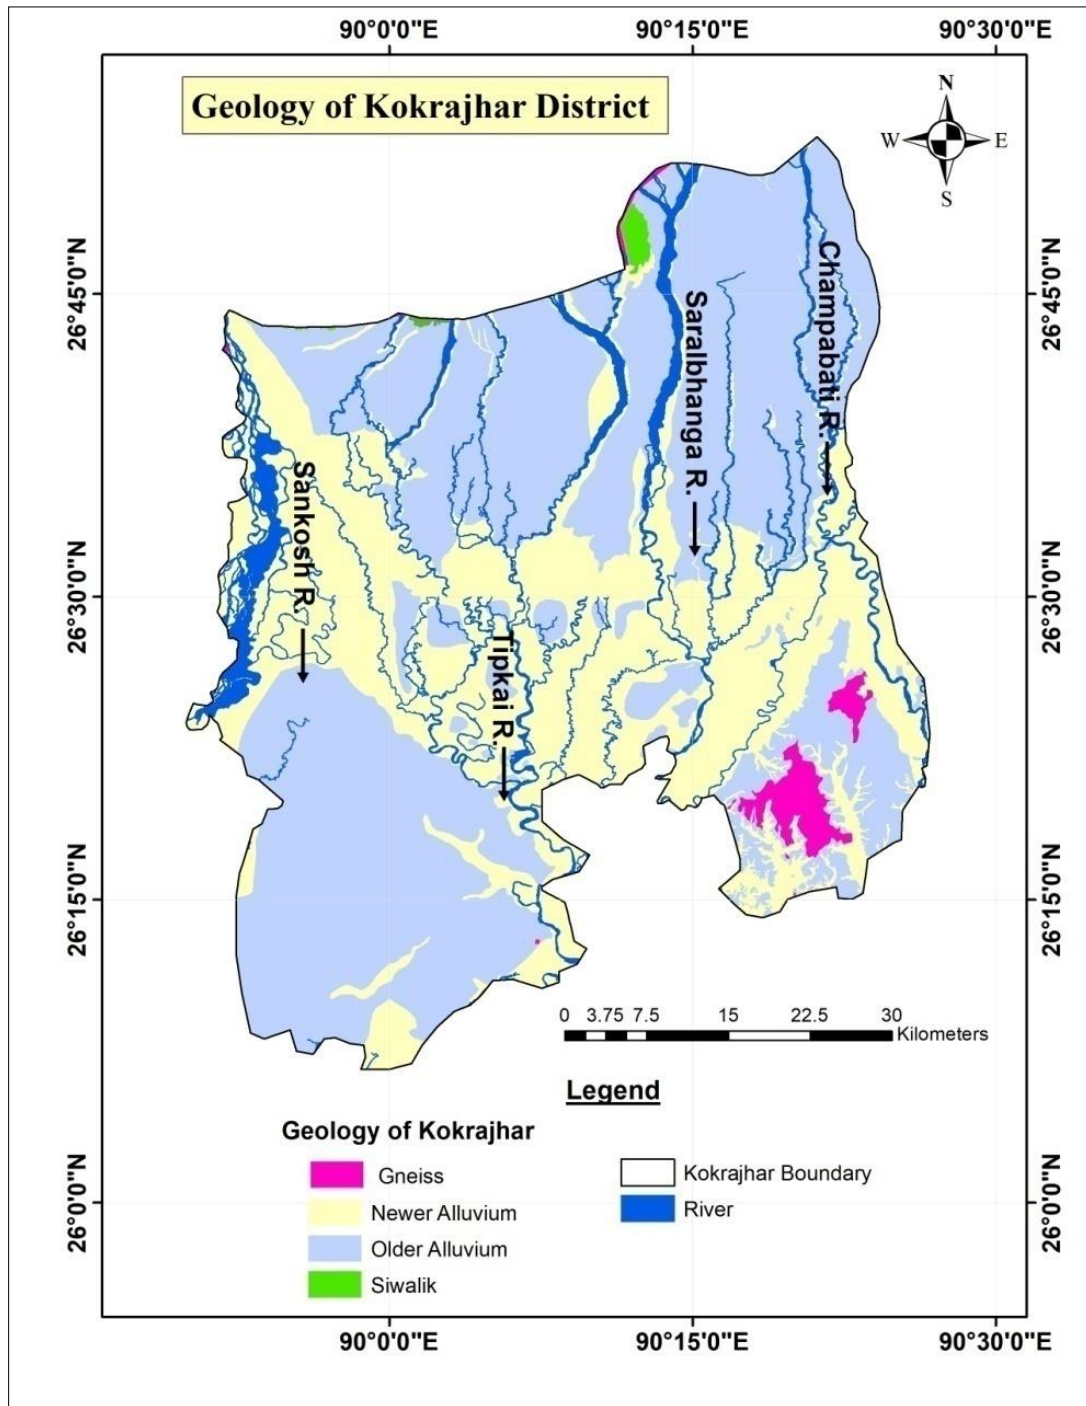 90°0'0"E 90°15'0"E 90°30'0"E
Geology of Kokrajhar District
N
W E
S
26°45'0"N 26°45'0"N
Champabati R.
Saralbhanga R.
Sankosh R.
26°30'0"N 26°30'0"N
Tipkai R.
26°15'0"N 26°15'0"N
0 3.75 7.5 15 22.5 30
Kilometers
Legend
Geology of Kokrajhar
Gneiss
Newer Alluvium
Older Alluvium
Siwalik
Kokrajhar Boundary
River
26°0'0"N 26°0'0"N
90°0'0"E 90°15'0"E 90°30'0"E